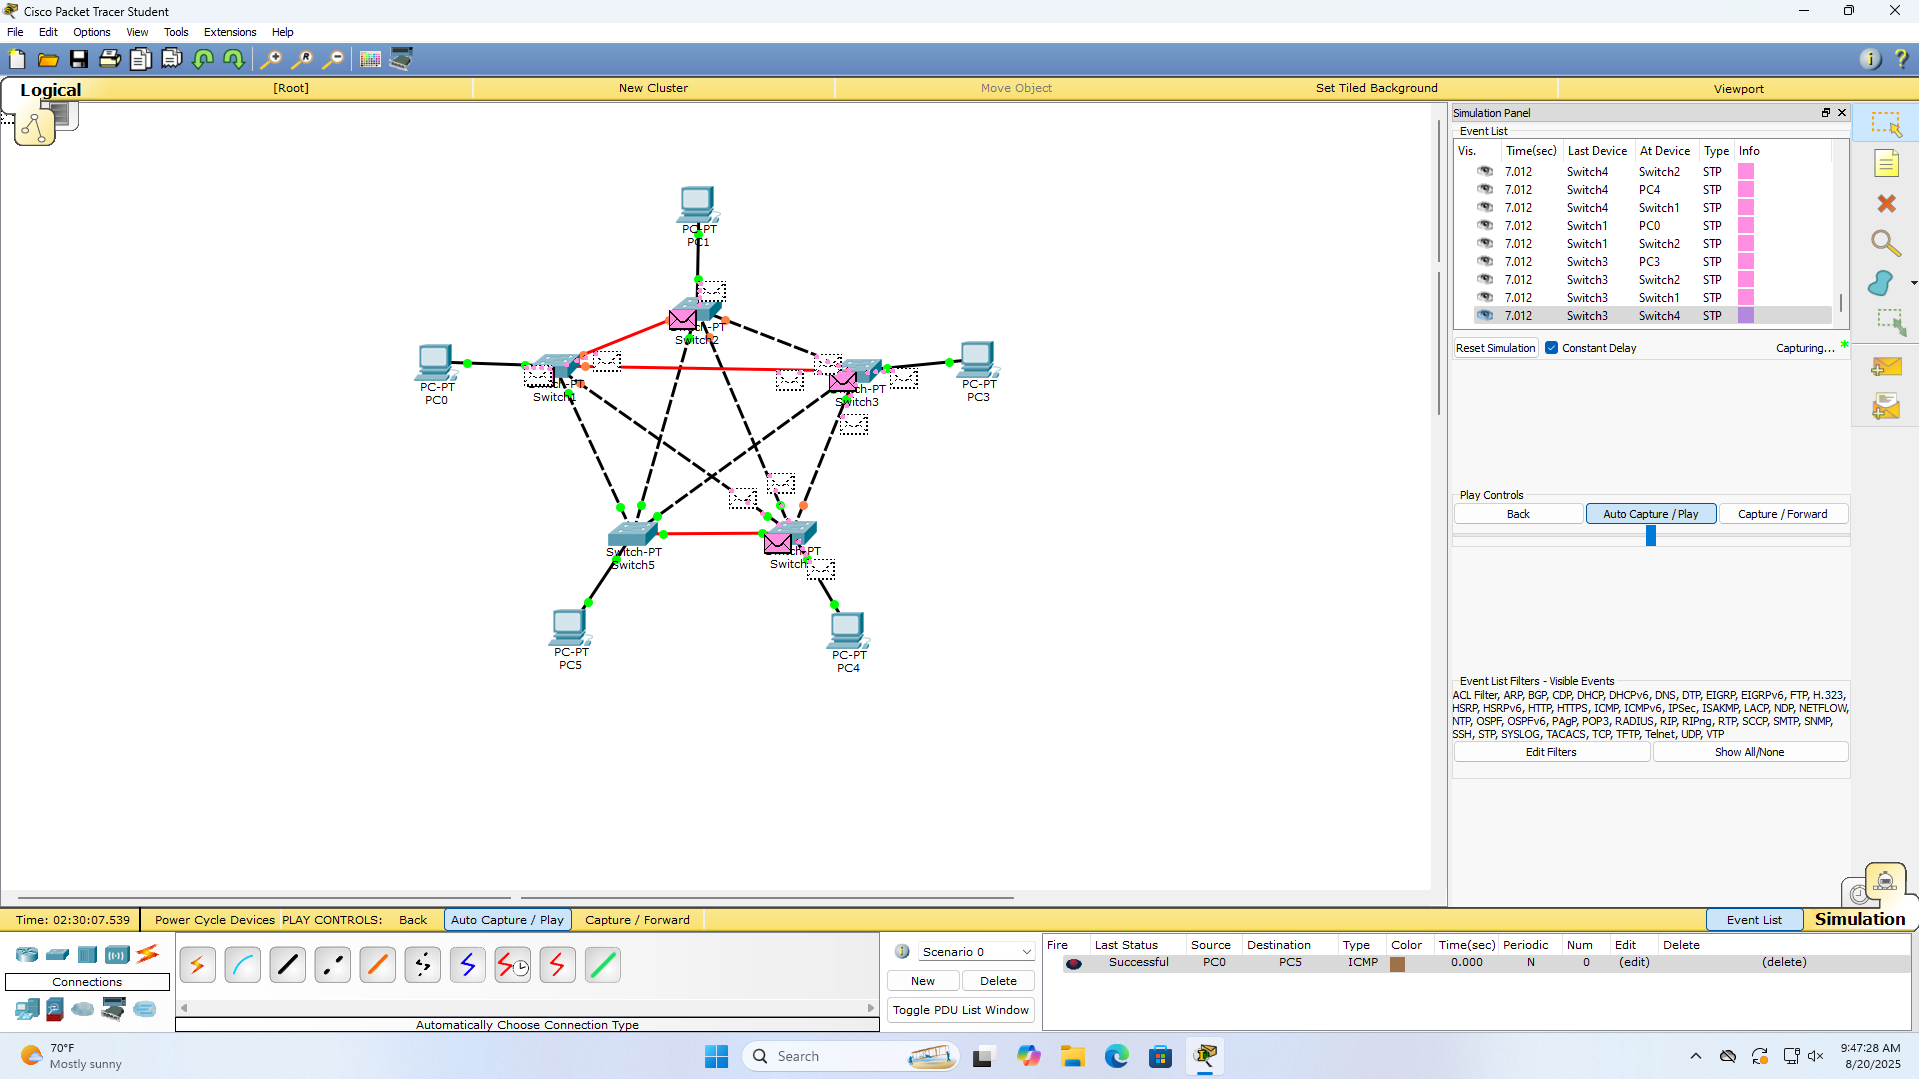 Cisco Packet Tracer Student
File Edit Options View Tools Extensions Help
Logical [Root] New Cluster Move Object Set Tiled Background Viewport
Simulation Panel
Event List
Vis. Time(sec) Last Device At Device Type Info
7.012 Switch4 Switch2 STP
7.012 Switch4 PC4 STP
7.012 Switch4 Switch1 STP
7.012 Switch1 PC0 STP
7.012 Switch1 Switch2 STP
7.012 Switch3 PC3 STP
7.012 Switch3 Switch2 STP
7.012 Switch3 Switch1 STP
7.012 Switch3 Switch4 STP
Reset Simulation Constant Delay Capturing... *
Play Controls
Back Auto Capture / Play Capture / Forward
Event List Filters - Visible Events
ACL Filter, ARP, BGP, CDP, DHCP, DHCPv6, DNS, DTP, EIGRP, EIGRPv6, FTP, H.323,
HSRP, HSRPv6, HTTP, HTTPS, ICMP, ICMPv6, IPSec, ISAKMP, LACP, NDP, NETFLOW,
NTP, OSPF, OSPFv6, PAgP, POP3, RADIUS, RIP, RIPng, RTP, SCCP, SMTP, SNMP,
SSH, STP, SYSLOG, TACACS, TCP, TFTP, Telnet, UDP, VTP
Edit Filters Show All/None
PC-PT
PC1
Switch2
PC-PT
PC0
Switch1
Switch3
PC-PT
PC3
Switch-PT
Switch5
Switch
PC-PT
PC5
PC-PT
PC4
Time: 02:30:07.539 Power Cycle Devices PLAY CONTROLS: Back Auto Capture / Play Capture / Forward Event List Simulation
Connections
Automatically Choose Connection Type
Scenario 0
New Delete
Toggle PDU List Window
Fire Last Status Source Destination Type Color Time(sec) Periodic Num Edit Delete
Successful PC0 PC5 ICMP 0.000 N 0 (edit) (delete)
70°F
Mostly sunny
Search
9:47:28 AM
8/20/2025